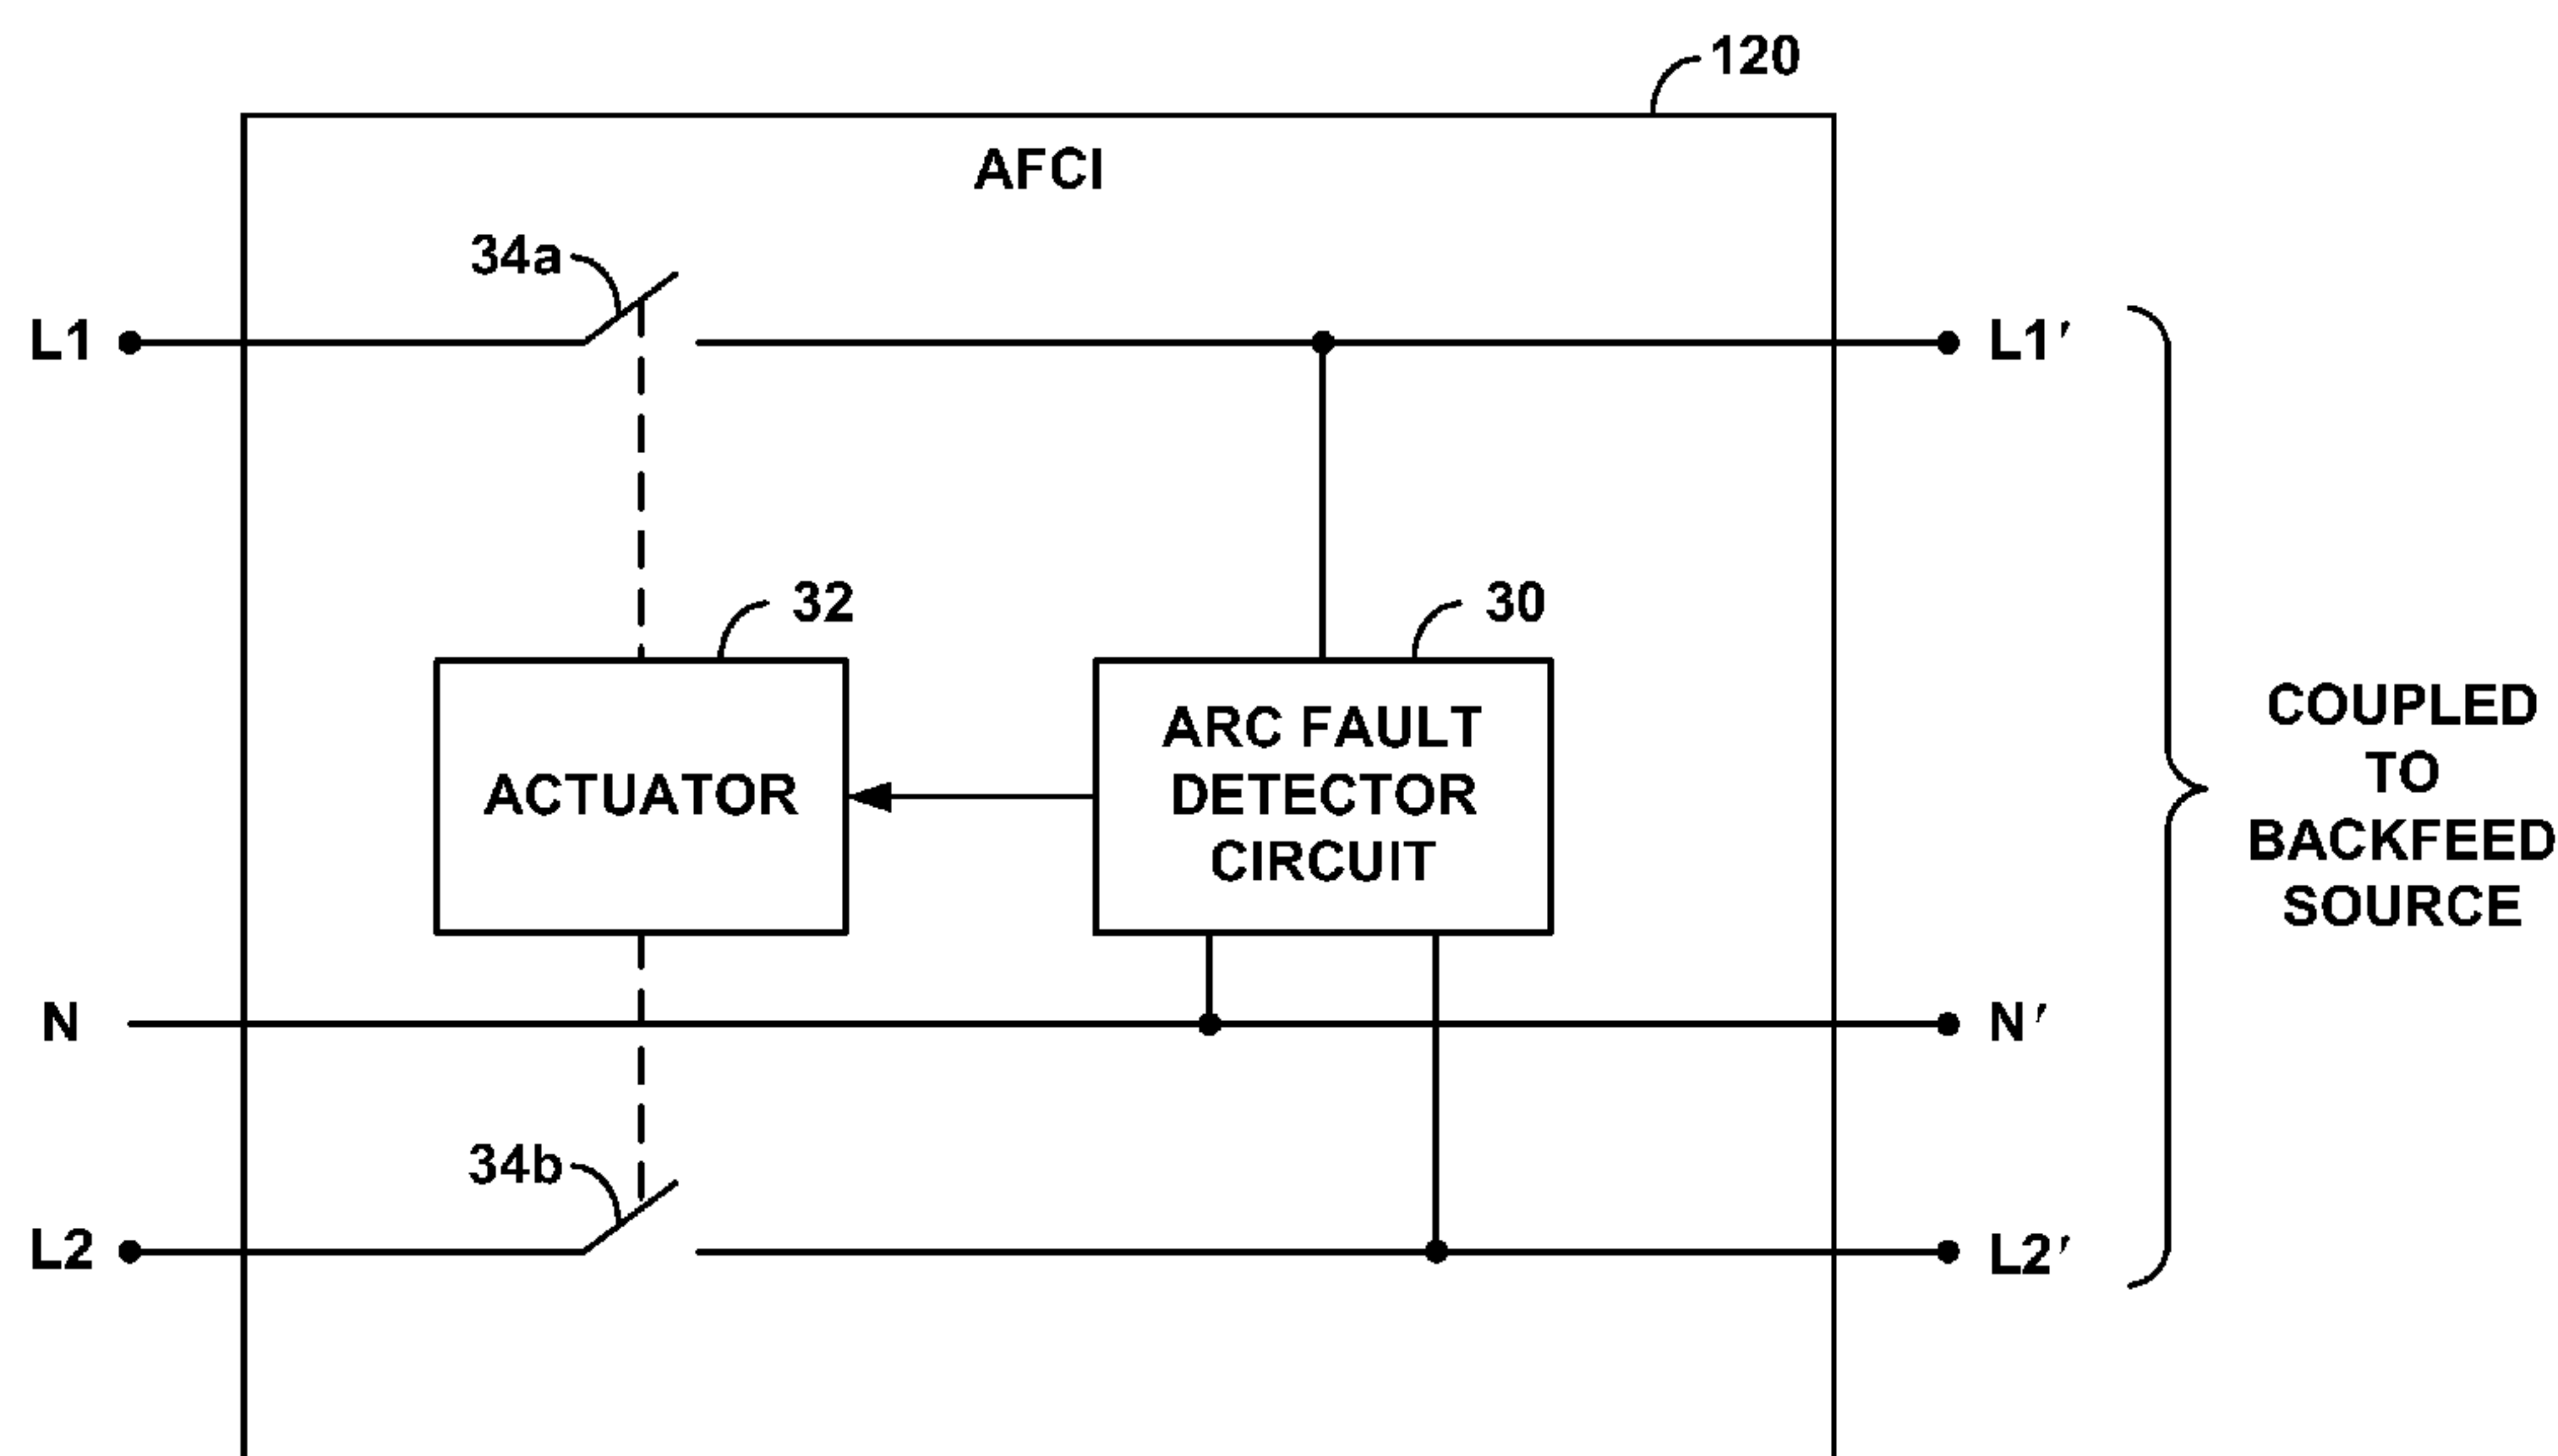 120
AFCI
34a
L1
L1′
32
30
ACTUATOR
ARC FAULT
DETECTOR
CIRCUIT
COUPLED
TO
BACKFEED
SOURCE
N
N′
34b
L2
L2′